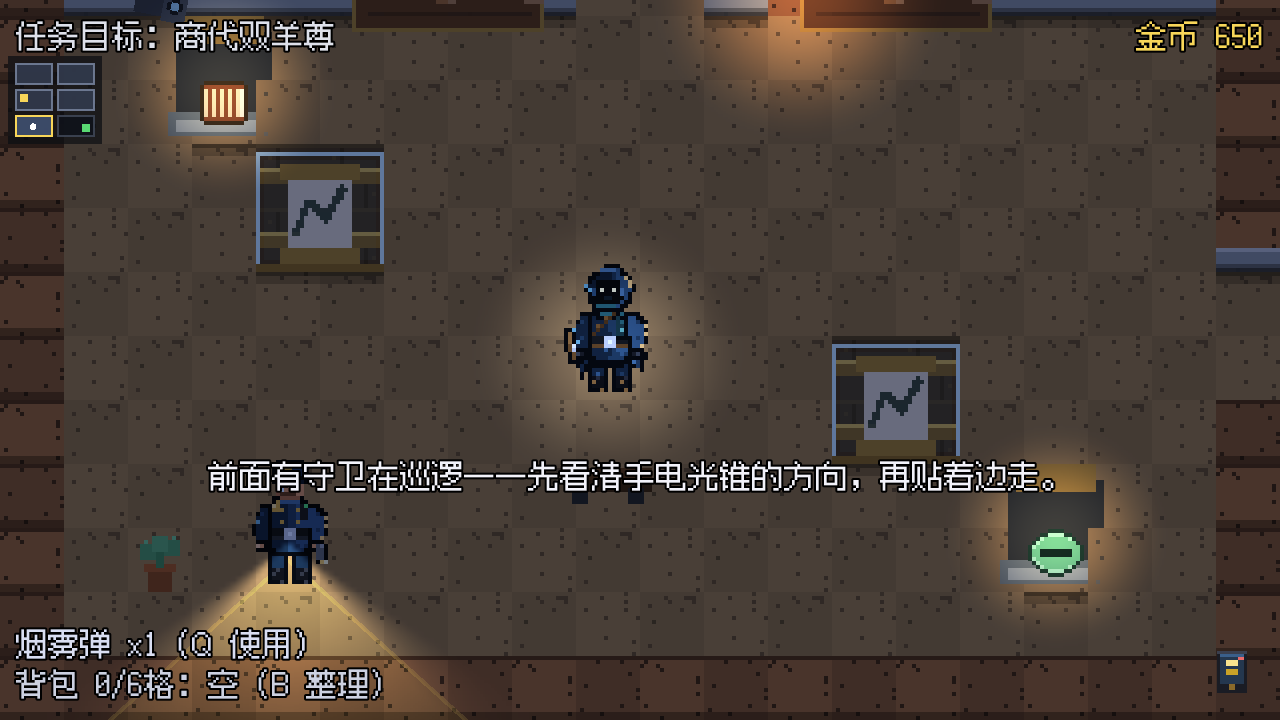 任务目标：商代双羊尊
金币 650
前面有守卫在巡逻——先看清手电光锥的方向，再贴着边走。
烟雾弹 x1（Q 使用）
背包 0/6格：空（B 整理）